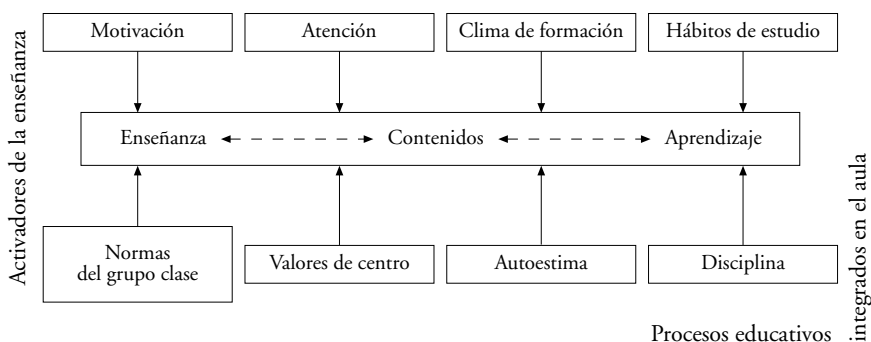 Motivación
Atención
Clima de formación
Hábitos de estudio
Activadores de la enseñanza
Enseñanza
Contenidos
Aprendizaje
Normas
del grupo clase
Valores de centro
Autoestima
Disciplina
Procesos educativos
integrados en el aula